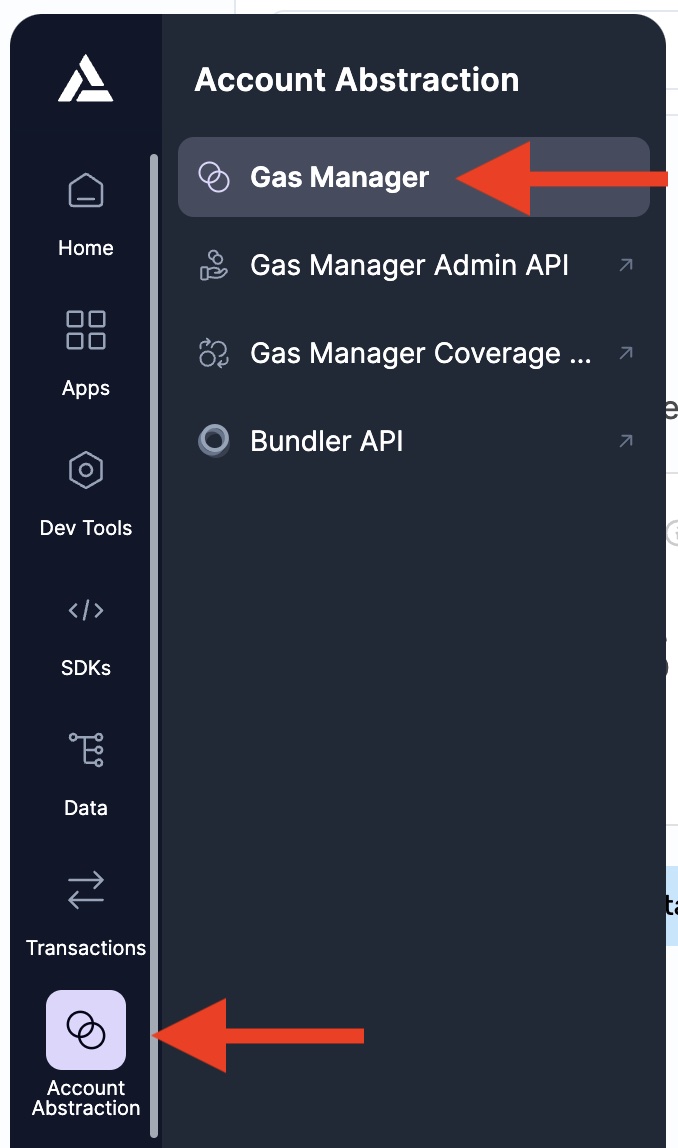 Account Abstraction
Gas Manager
Gas Manager Admin API
Gas Manager Coverage ...
Bundler API
Home
Apps
Dev Tools
SDKs
Data
Transactions
Account
Abstraction